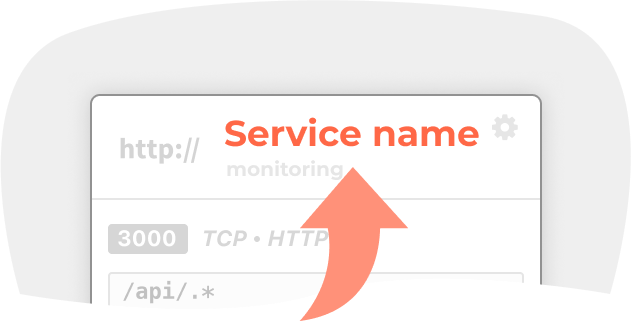 http:// Service name
monitoring
3000 TCP • HTTP
/api/.*